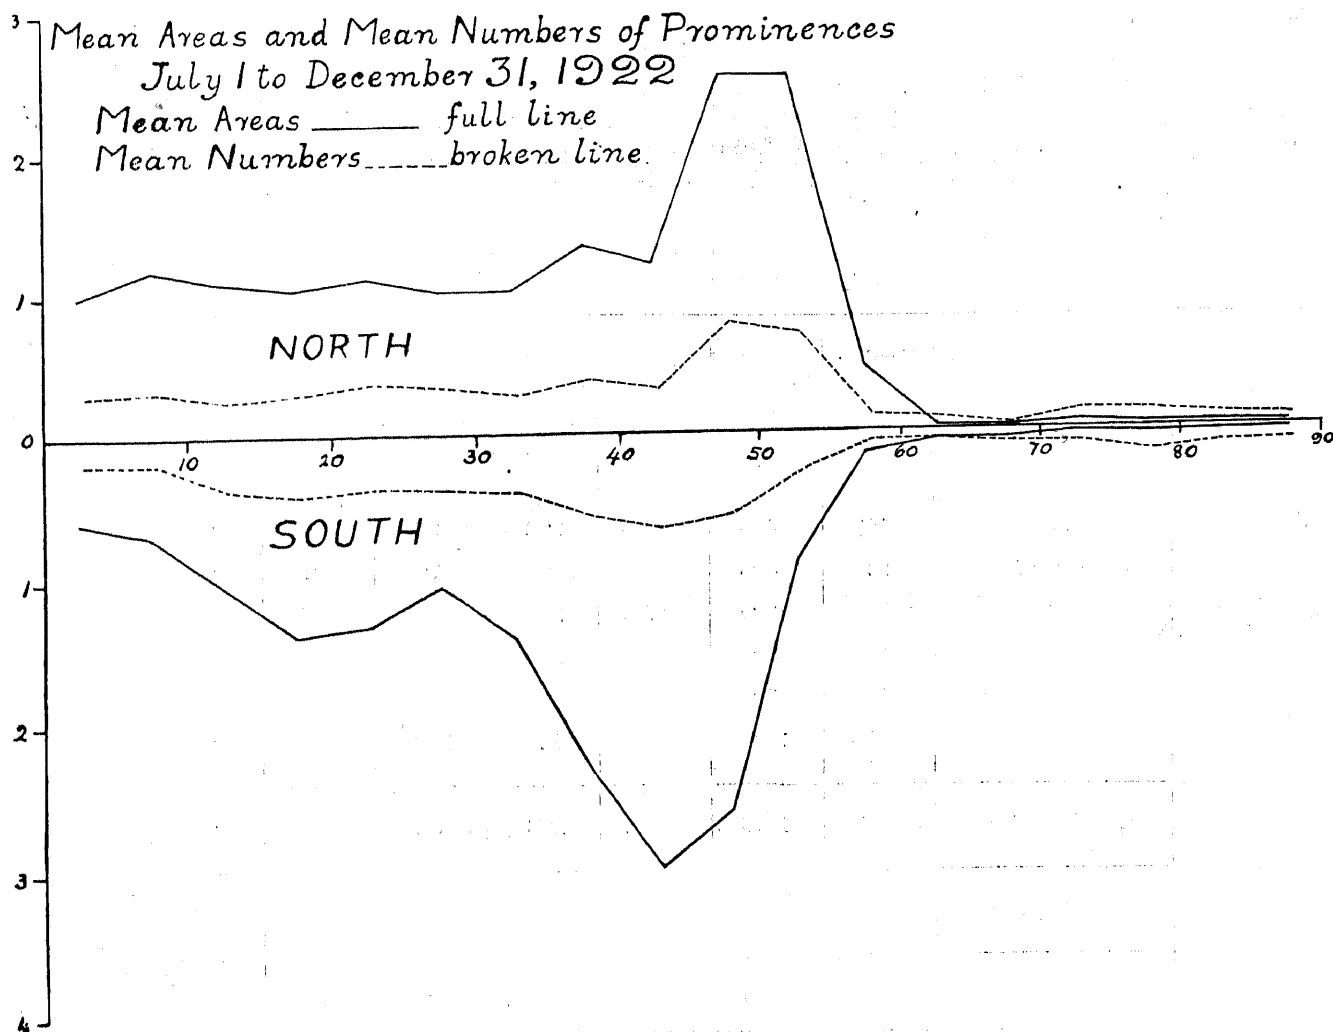 Mean Areas and Mean Numbers of Prominences
July 1 to December 31, 1922
Mean Areas ______ full line
Mean Numbers ------ broken line.
3
2
1
NORTH
0
10 20 30 40 50 60 70 80 90
SOUTH
1
2
3
4